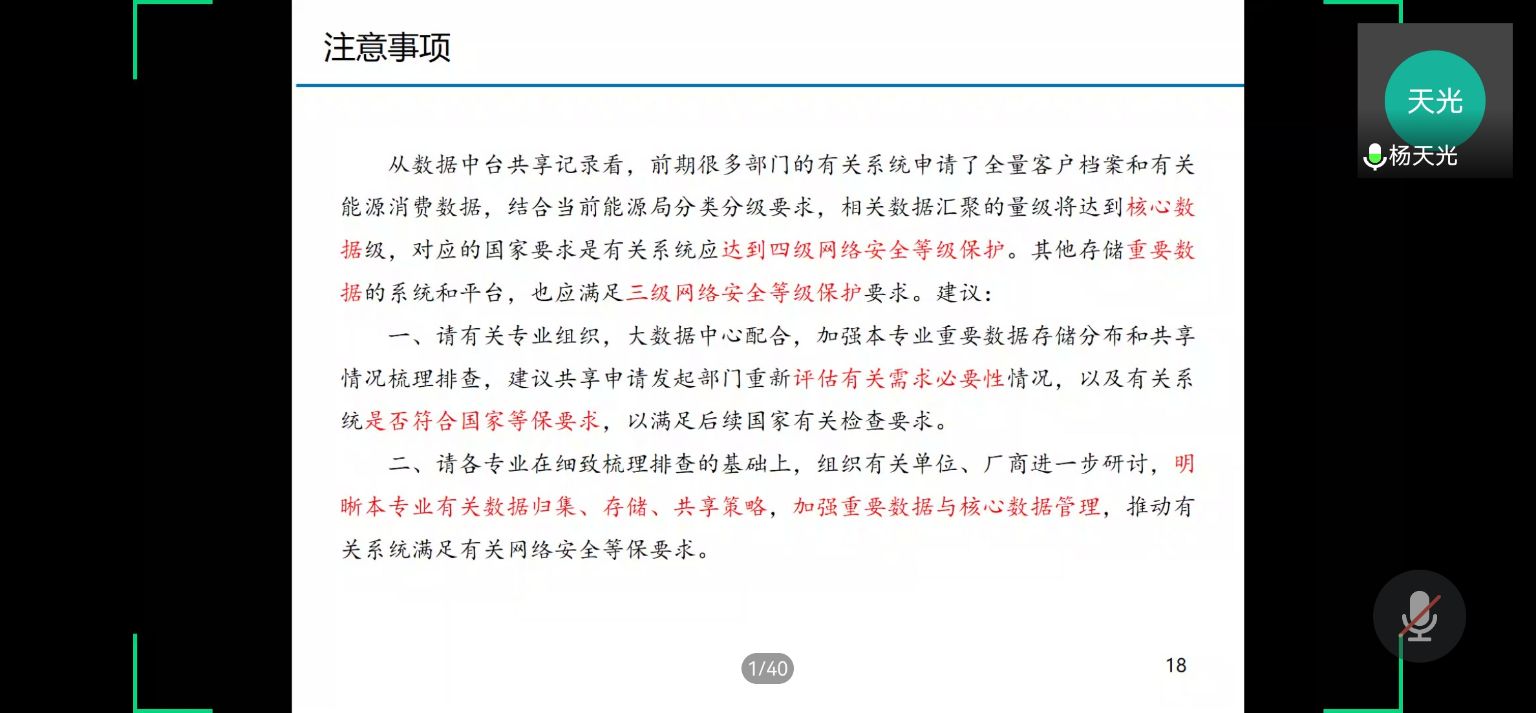 注意事项
天光
杨天光
从数据中台共享记录看，前期很多部门的有关系统申请了全量客户档案和有关
能源消费数据，结合当前能源局分类分级要求，相关数据汇聚的量级将达到核心数
据级，对应的国家要求是有关系统应达到四级网络安全等级保护。其他存储重要数
据的系统和平台，也应满足三级网络安全等级保护要求。建议：
一、请有关专业组织，大数据中心配合，加强本专业重要数据存储分布和共享
情况梳理排查，建议共享申请发起部门重新评估有关需求必要性情况，以及有关系
统是否符合国家等保要求，以满足后续国家有关检查要求。
二、请各专业在细致梳理排查的基础上，组织有关单位、厂商进一步研讨，明
晰本专业有关数据归集、存储、共享策略，加强重要数据与核心数据管理，推动有
关系统满足有关网络安全等保要求。
1/40
18